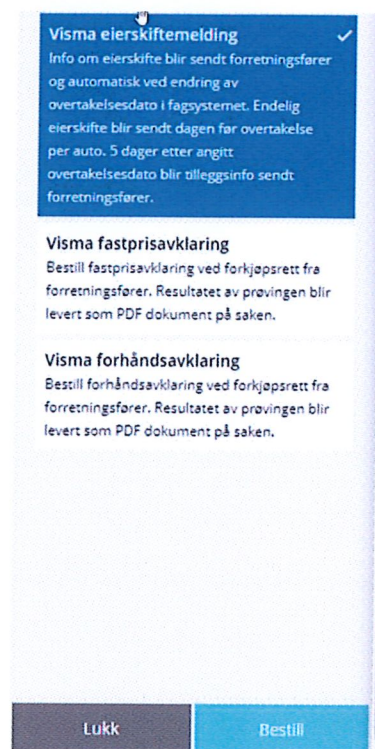 Visma eierskiftemelding
Info om eierskifte blir sendt forretningsfører
og automatisk ved endring av
overtakelsesdato i fagsystemet. Endelig
eierskifte blir sendt dagen før overtakelse
per auto. 5 dager etter angitt
overtakelsesdato blir tilleggsinfo sendt
forretningsfører.
Visma fastprisavklaring
Bestill fastprisavklaring ved forkjøpsrett fra
forretningsfører. Resultatet av prøvingen blir
levert som PDF dokument på saken.
Visma forhåndsavklaring
Bestill forhåndsavklaring ved forkjøpsrett fra
forretningsfører. Resultatet av prøvingen blir
levert som PDF dokument på saken.
Lukk
Bestill